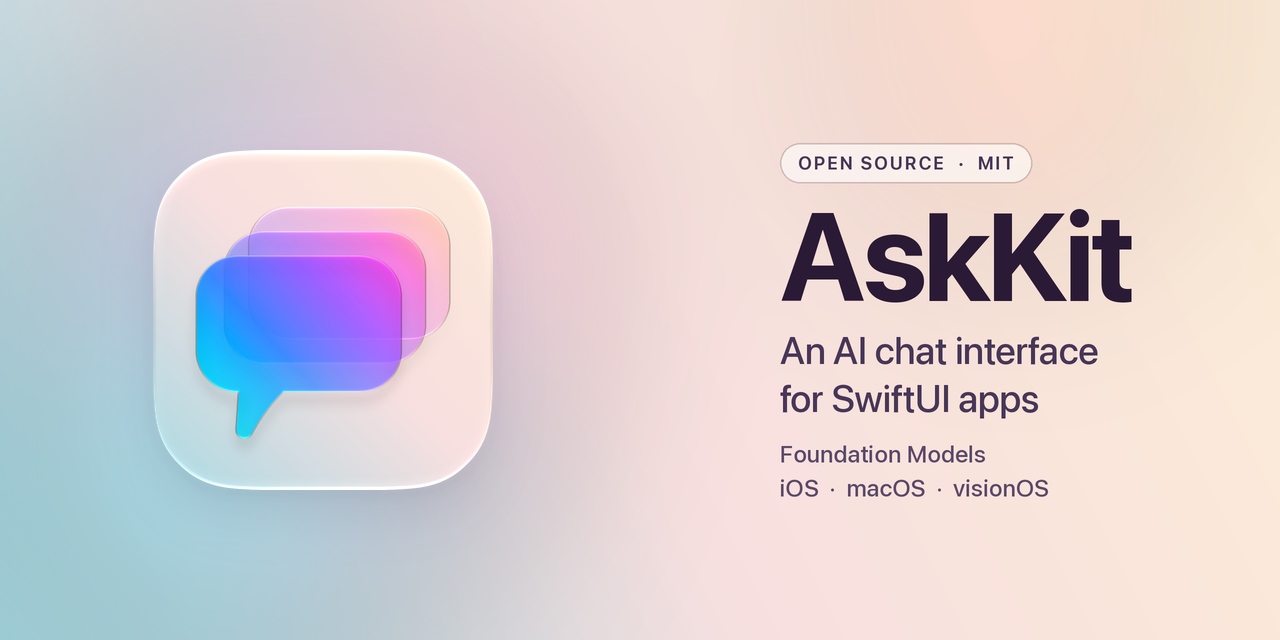 OPEN SOURCE · MIT
AskKit
An AI chat interface
for SwiftUI apps
Foundation Models
iOS · macOS · visionOS